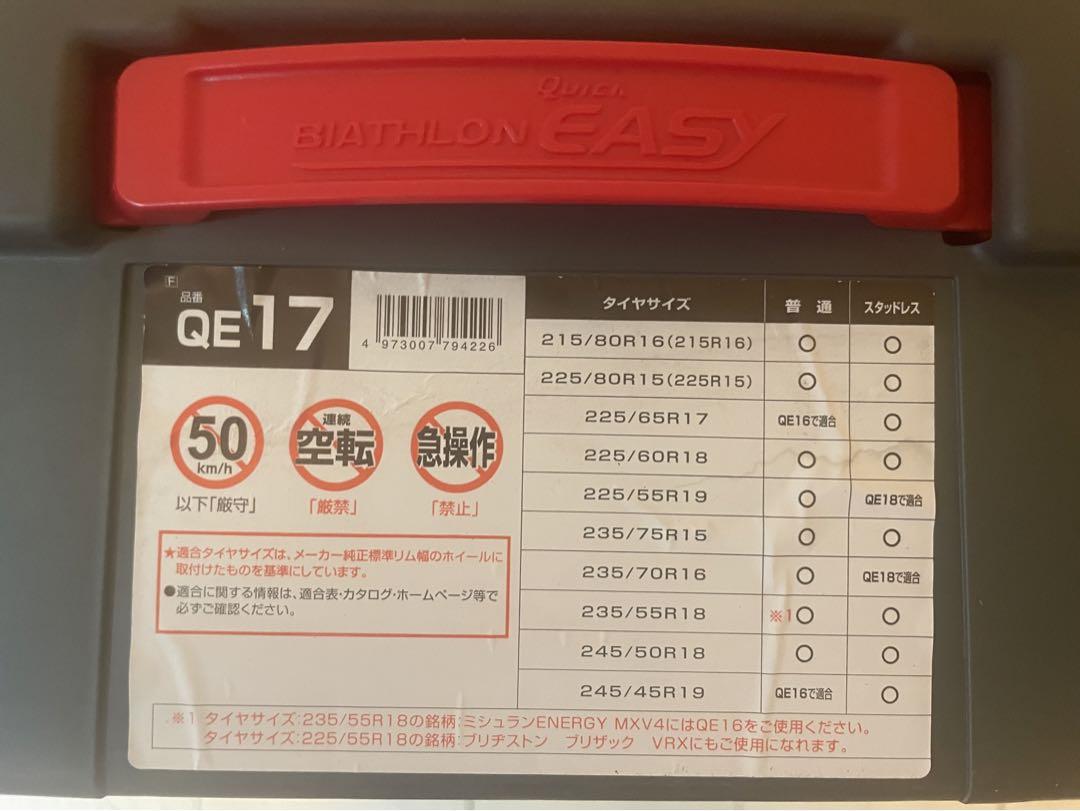 QUICK
BIATHLON EASY
F
品番
QE17
4 973007 794226
タイヤサイズ 普通 スタッドレス
215/80R16(215R16) ○ ○
225/80R15(225R15) ○ ○
225/65R17 QE16で適合 ○
225/60R18 ○ ○
225/55R19 ○ QE18で適合
235/75R15 ○ ○
235/70R16 ○ QE18で適合
235/55R18 ※1○ ○
245/50R18 ○ ○
245/45R19 QE16で適合 ○
50
km/h
以下「厳守」
連続
空転
「厳禁」
急操作
「禁止」
★適合タイヤサイズは、メーカー純正標準リム幅のホイールに
取付けたものを基準にしています。
●適合に関する情報は、適合表・カタログ・ホームページ等で
必ずご確認ください。
※1 タイヤサイズ:235/55R18の銘柄:ミシュランENERGY MXV4にはQE16をご使用ください。
タイヤサイズ:225/55R18の銘柄:ブリヂストン ブリザック VRXにもご使用になれます。